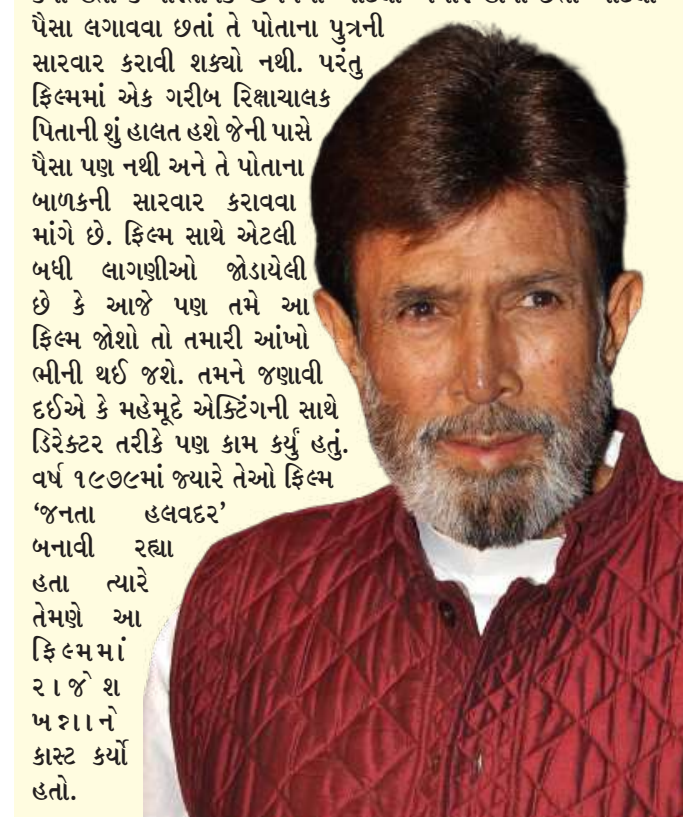 પૈસા લગાવવા છતાં તે પોતાના પુત્રની
સારવાર કરાવી શક્યો નથી. પરંતુ
ફિલ્મમાં એક ગરીબ રિક્ષાચાલક
પિતાની શું હાલત હશે જેની પાસે
પૈસા પણ નથી અને તે પોતાના
બાળકની સારવાર કરાવવા
માંગે છે. ફિલ્મ સાથે એટલી
બધી લાગણીઓ જોડાયેલી
છે કે આજે પણ તમે આ
ફિલ્મ જોશો તો તમારી આંખો
ભીની થઈ જશે. તમને જણાવી
દઈએ કે મહેમૂદે એક્ટિંગની સાથે
ડિરેક્ટર તરીકે પણ કામ કર્યું હતું.
વર્ષ ૧૯૭૯માં જ્યારે તેઓ ફિલ્મ
‘જનતા હલવદર’
બનાવી રહ્યા
હતા ત્યારે
તેમણે આ
ફિલ્મમાં
રાજેશ
ખન્નાને
કાસ્ટ કર્યો
હતો.